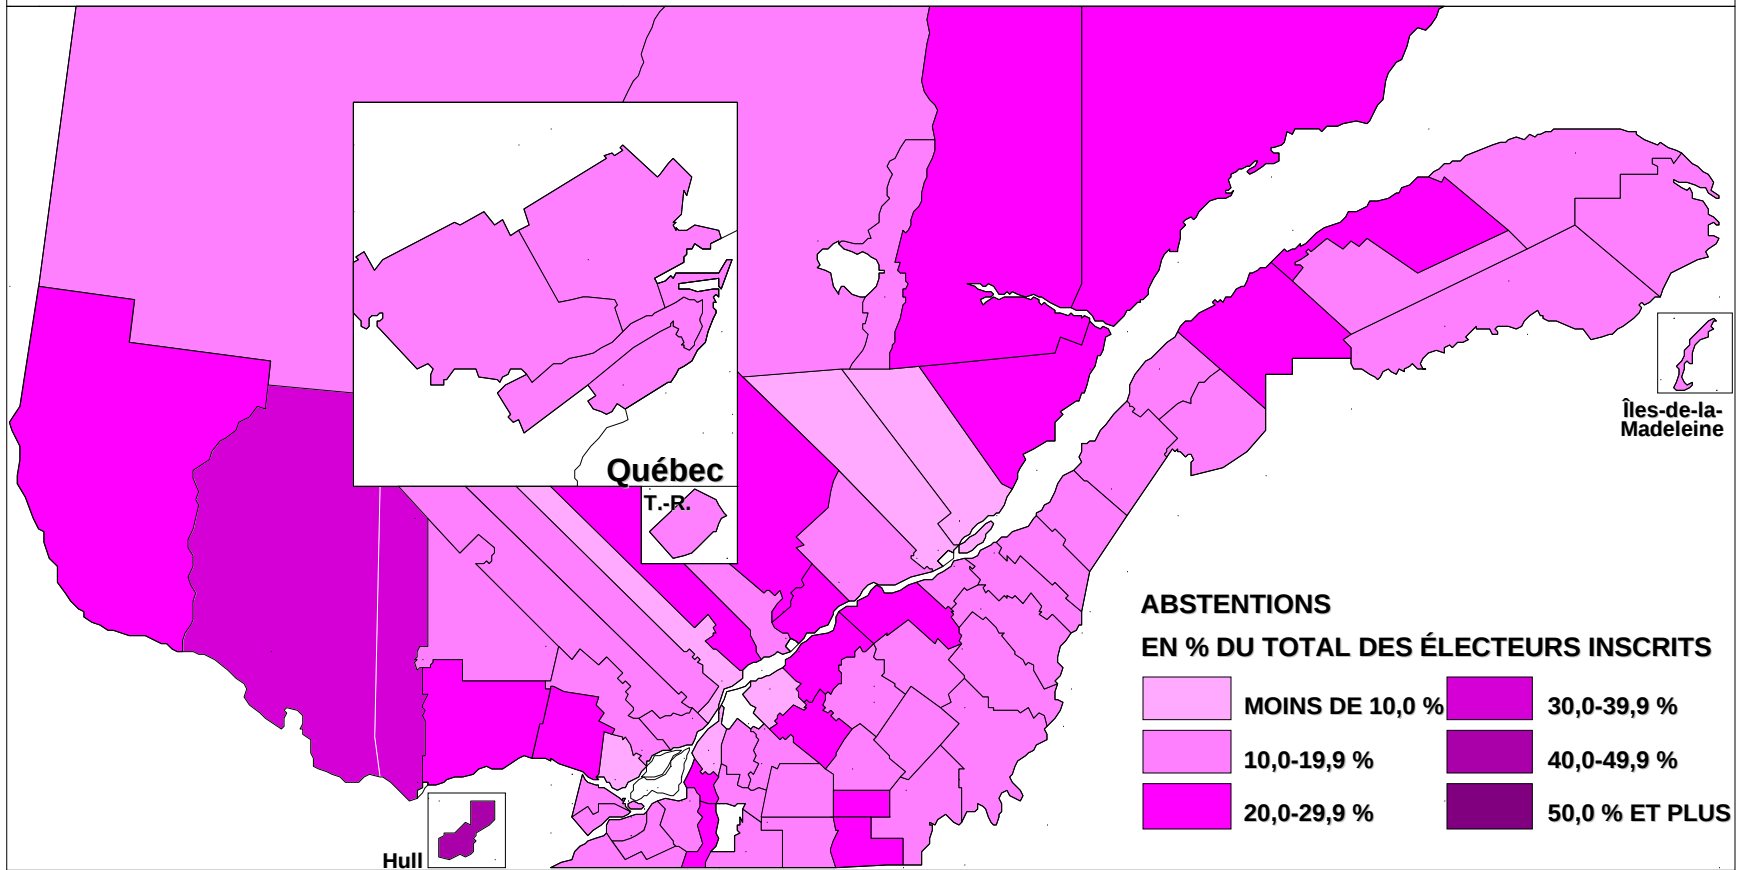 Québec
T.-R.
Îles-de-la-
Madeleine
Hull
ABSTENTIONS
EN % DU TOTAL DES ÉLECTEURS INSCRITS
MOINS DE 10,0 %
10,0-19,9 %
20,0-29,9 %
30,0-39,9 %
40,0-49,9 %
50,0 % ET PLUS